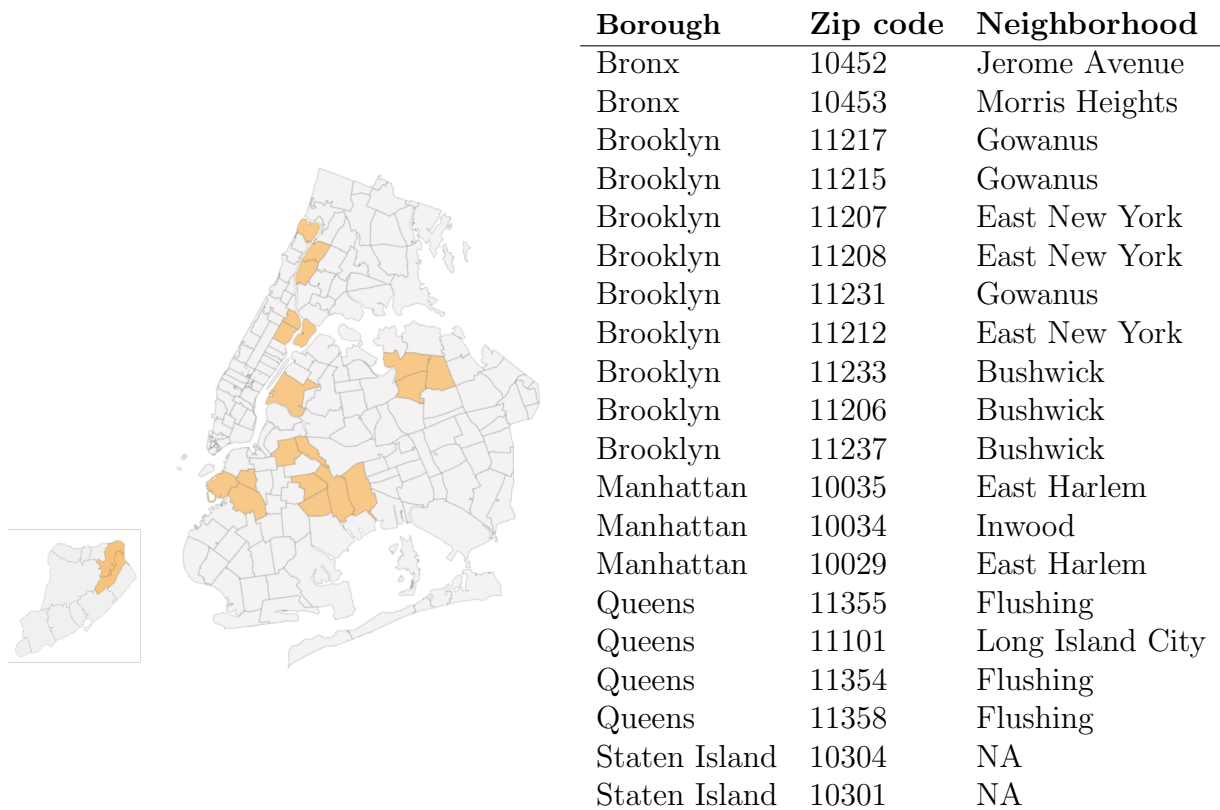 Borough Zip code Neighborhood
Bronx 10452 Jerome Avenue
Bronx 10453 Morris Heights
Brooklyn 11217 Gowanus
Brooklyn 11215 Gowanus
Brooklyn 11207 East New York
Brooklyn 11208 East New York
Brooklyn 11231 Gowanus
Brooklyn 11212 East New York
Brooklyn 11233 Bushwick
Brooklyn 11206 Bushwick
Brooklyn 11237 Bushwick
Manhattan 10035 East Harlem
Manhattan 10034 Inwood
Manhattan 10029 East Harlem
Queens 11355 Flushing
Queens 11101 Long Island City
Queens 11354 Flushing
Queens 11358 Flushing
Staten Island 10304 NA
Staten Island 10301 NA